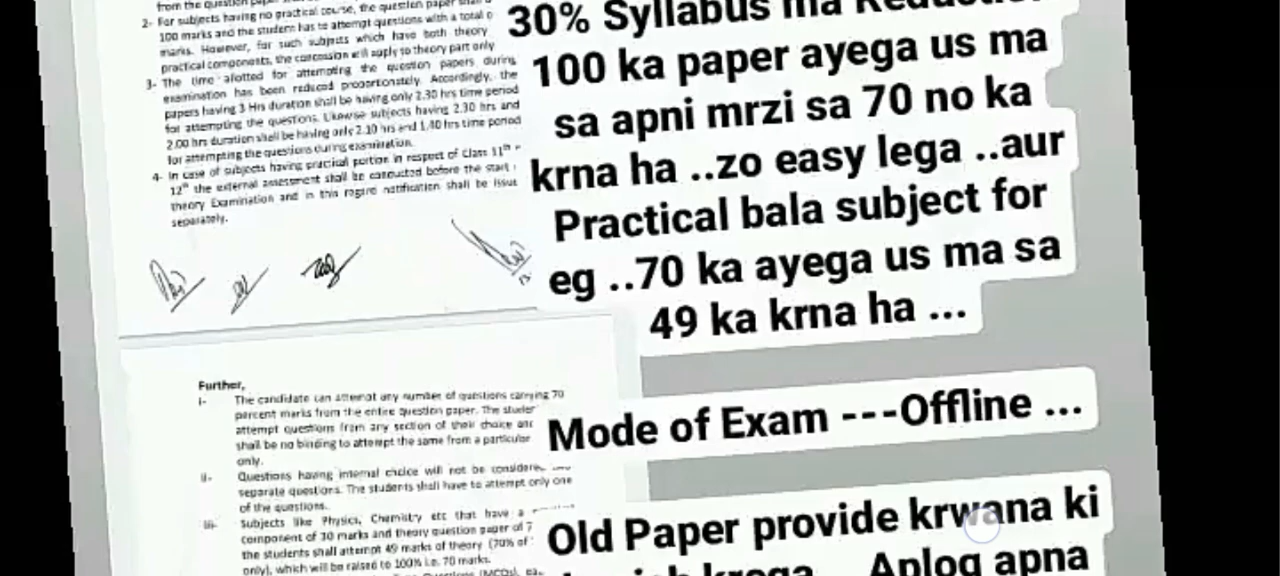 from the question paper
2- For subjects having no practical course, the question paper shall
100 marks and the student has to attempt questions with a total o
marks. However, for such subjects which have both theory
practical components, the concession will apply to theory part only
3- The time allotted for attempting the question papers during
examination has been reduced proportionately. Accordingly, the
papers having 3 Hrs duration shall be having only 2.30 hrs time period
for attempting the questions. Likewise subjects having 2.30 hrs and
2.00 hrs duration shall be having only 2.10 hrs and 1.40 hrs time period
for attempting the questions during examination.
4- In case of subjects having practical portion in respect of Class 11th
12th the external assessment shall be conducted before the start
theory Examination and in this regard notification shall be issue
separately.
30% Syllabus ma Reduction
100 ka paper ayega us ma
sa apni mrzi sa 70 no ka
krna ha ..zo easy lega ..aur
Practical bala subject for
eg ..70 ka ayega us ma sa
49 ka krna ha ...
Further,
i- The candidate can attempt any number of questions carrying 70
percent marks from the entire question paper. The studen
attempt questions from any section of their choice and
shall be no binding to attempt the same from a particular
only.
ii- Questions having internal choice will not be considere
separate questions. The students shall have to attempt only one
of the questions.
iii- Subjects like Physics, Chemistry etc that have a
component of 30 marks and theory question paper of 7
the students shall attempt 49 marks of theory (70% of
only), which will be raised to 100% i.e. 70 marks.
(MCQs),
Mode of Exam ---Offline ...
Old Paper provide krwana ki
krega Aplog apna